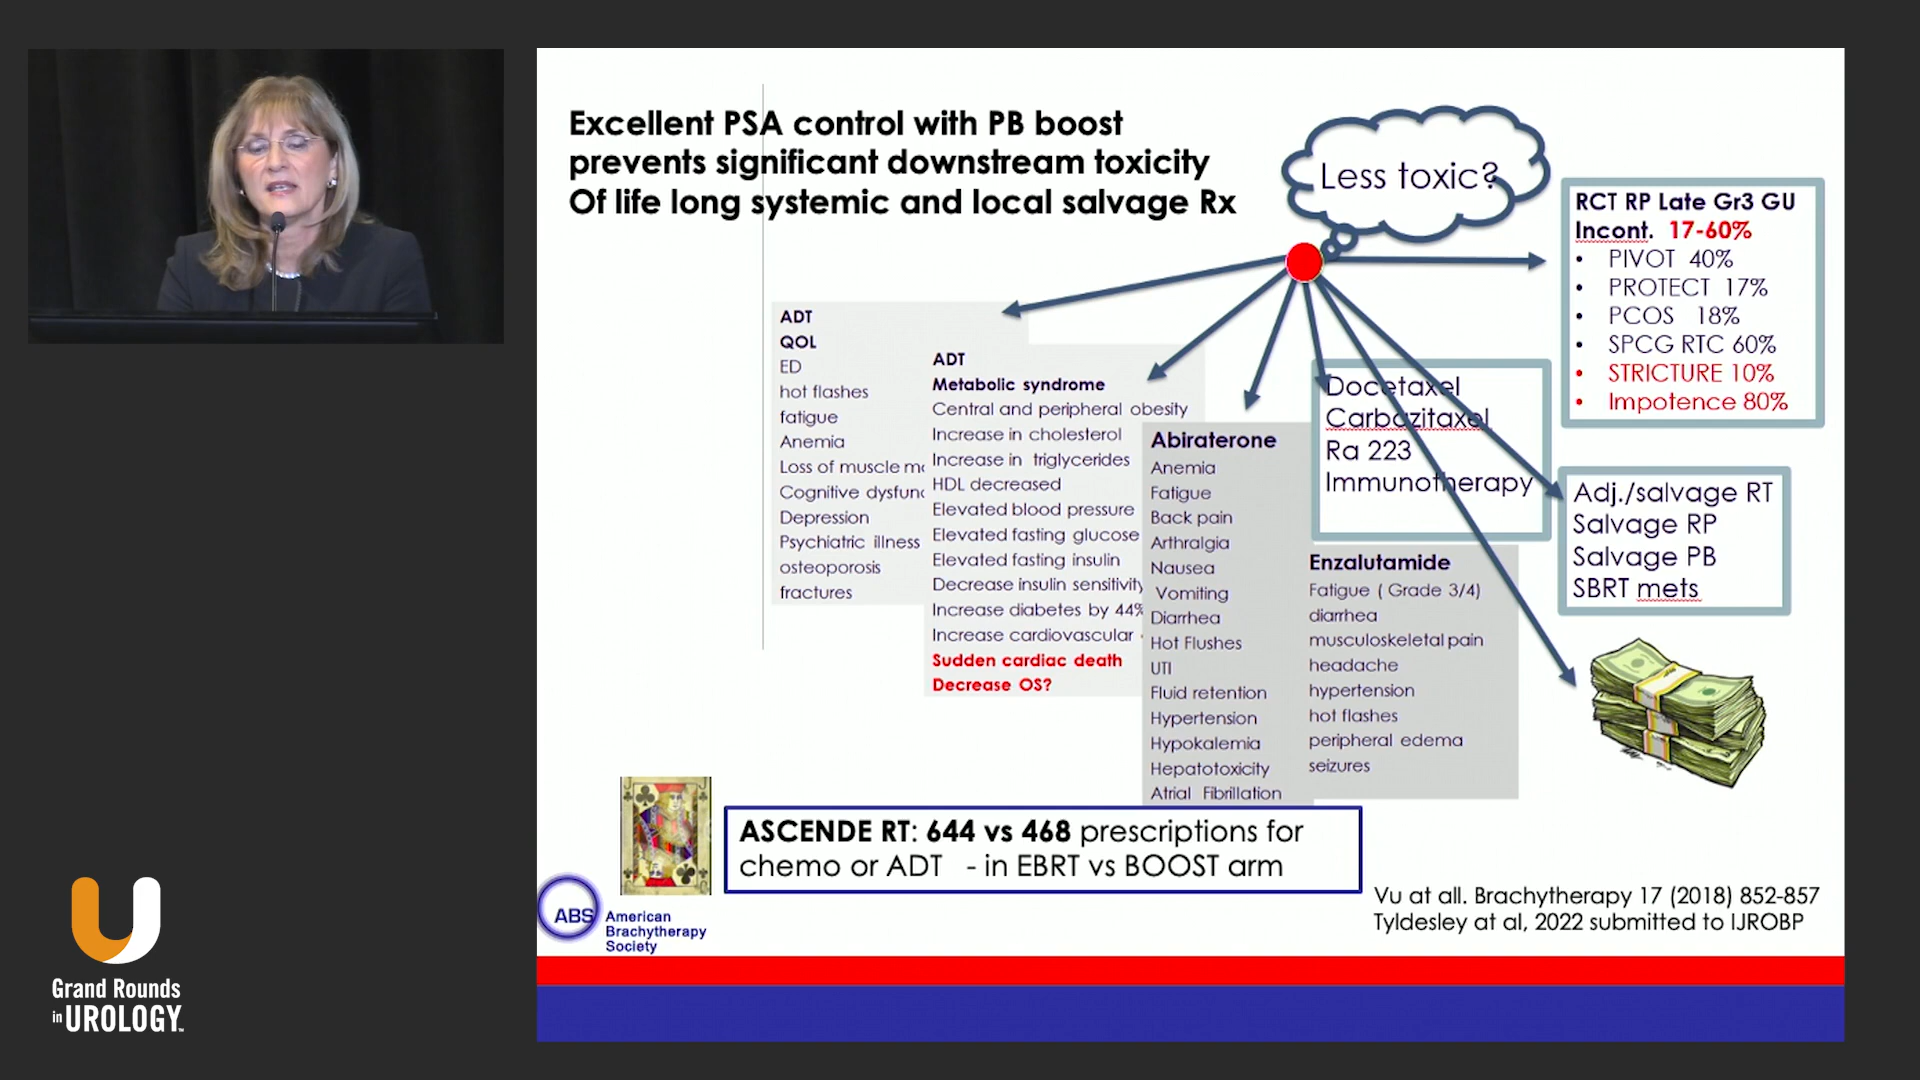 Excellent PSA control with PB boost
prevents significant downstream toxicity
Of life long systemic and local salvage Rx
Less toxic?
RCT RP Late Gr3 GU
Incont. 17-60%
• PIVOT 40%
• PROTECT 17%
• PCOS 18%
• SPCG RTC 60%
• STRICTURE 10%
• Impotence 80%
ADT
QOL
ED
hot flashes
fatigue
Anemia
Loss of muscle
Cognitive
Depression
Psychiatric illness
osteoporosis
fractures
ADT
Metabolic syndrome
Central and peripheral obesity
Increase in cholesterol
Increase in triglycerides
HDL decreased
Elevated blood pressure
Elevated fasting glucose
Elevated fasting insulin
Decrease insulin sensitivity
Increase diabetes by 44%
Increase cardiovascular
Sudden cardiac death
Decrease OS?
Abiraterone
Anemia
Fatigue
Back pain
Arthralgia
Nausea
Vomiting
Diarrhea
Hot Flushes
UTI
Fluid retention
Hypertension
Hypokalemia
Hepatotoxicity
Atrial Fibrillation
Docetaxel
Carbazitaxel
Ra 223
Immunotherapy
Enzalutamide
Fatigue ( Grade 3/4)
diarrhea
musculoskeletal pain
headache
hypertension
hot flashes
peripheral edema
seizures
Adj./salvage RT
Salvage RP
Salvage PB
SBRT mets
ASCENDE RT: 644 vs 468 prescriptions for
chemo or ADT - in EBRT vs BOOST arm
Vu at all. Brachytherapy 17 (2018) 852-857
Tyldesley at al, 2022 submitted to IJROBP
ABS
American
Brachytherapy
Society
Grand Rounds
in UROLOGY